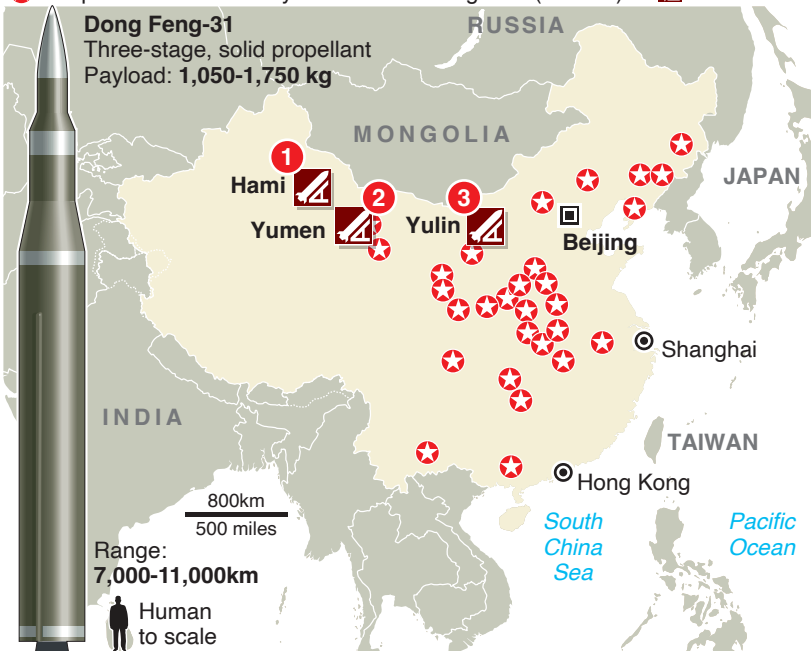 Dong Feng-31
Three-stage, solid propellant
Payload: 1,050-1,750 kg
RUSSIA
MONGOLIA
JAPAN
1
Hami
2
Yumen
3
Yulin
Beijing
Shanghai
INDIA
TAIWAN
Hong Kong
800km
500 miles
South
China
Sea
Pacific
Ocean
Range:
7,000-11,000km
Human
to scale